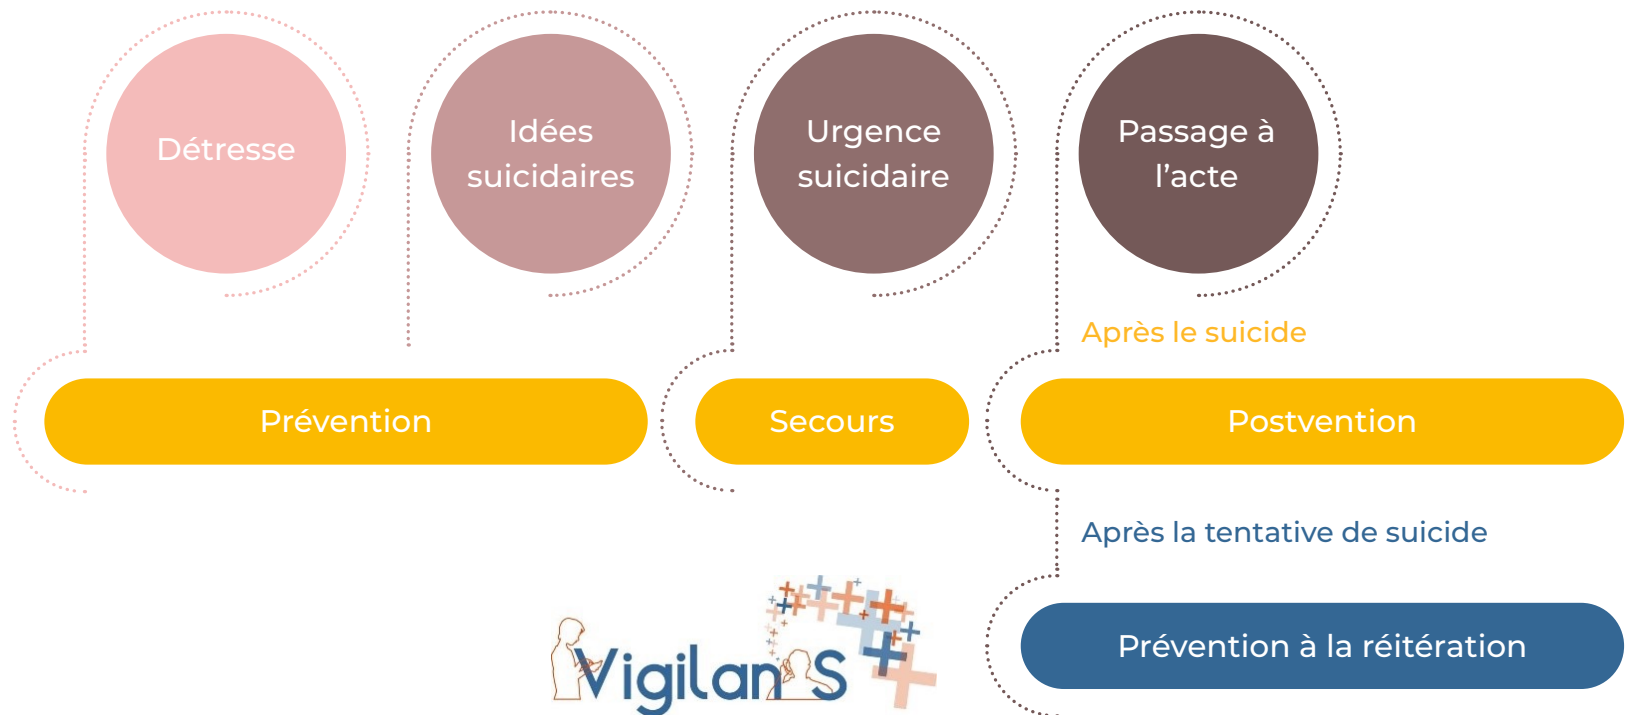 Détresse
Idées
suicidaires
Urgence
suicidaire
Passage à
l’acte
Après le suicide
Prévention
Secours
Postvention
Après la tentative de suicide
Prévention à la réitération
VigilanS